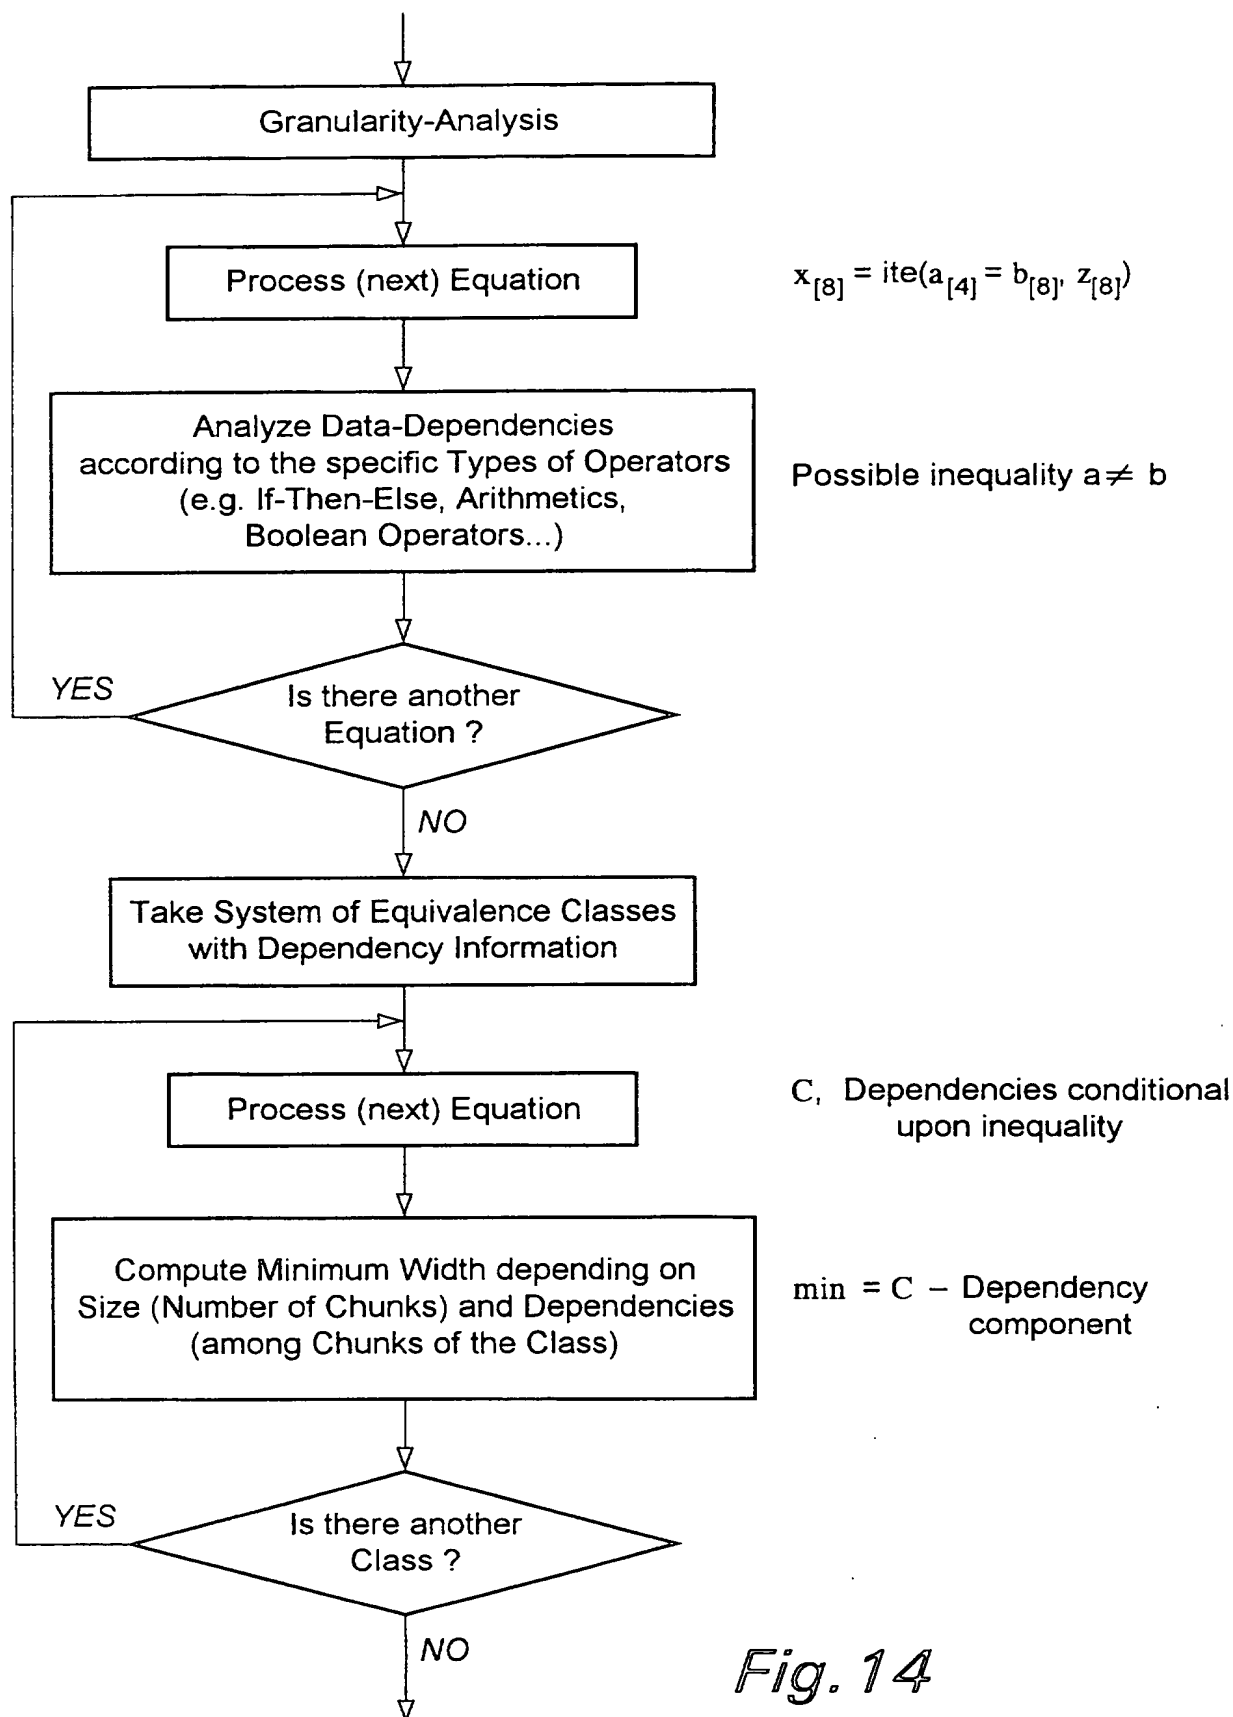 Granularity-Analysis
Process (next) Equation
x[8] = ite(a[4] = b[8], z[8])
Analyze Data-Dependencies
according to the specific Types of Operators
(e.g. If-Then-Else, Arithmetics,
Boolean Operators...)
Possible inequality a ≠ b
YES
Is there another
Equation ?
NO
Take System of Equivalence Classes
with Dependency Information
Process (next) Equation
C, Dependencies conditional
upon inequality
Compute Minimum Width depending on
Size (Number of Chunks) and Dependencies
(among Chunks of the Class)
min = C – Dependency
component
YES
Is there another
Class ?
NO
Fig. 14